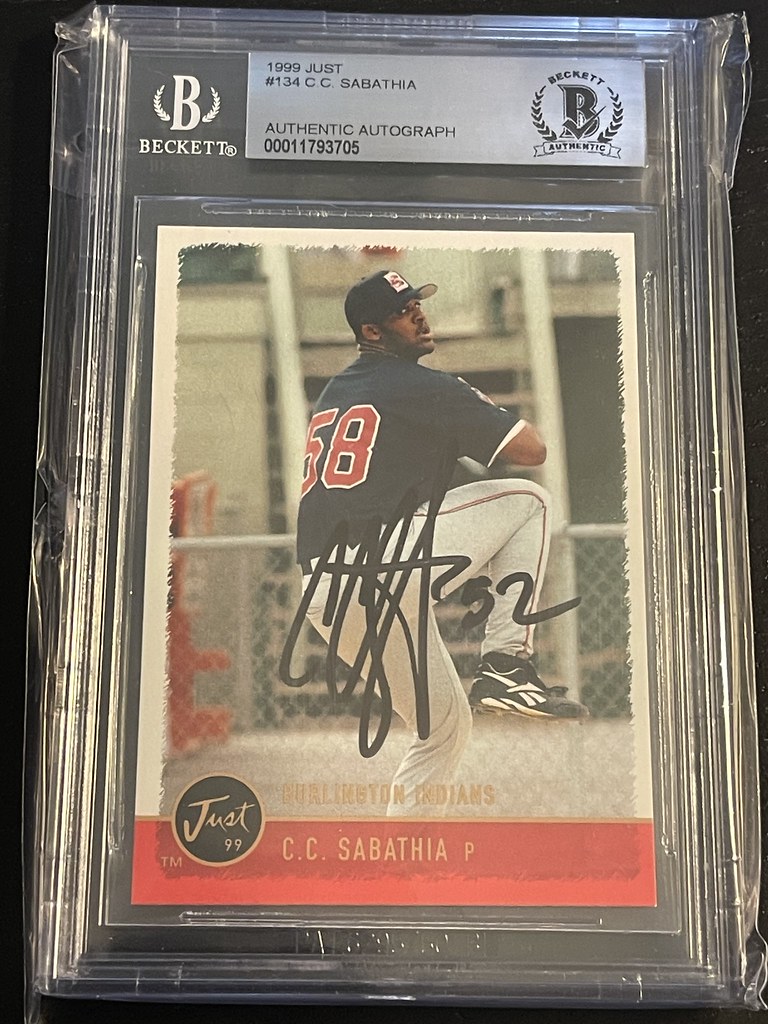 1999 JUST
#134 C.C. SABATHIA
AUTHENTIC AUTOGRAPH
00011793705
B
BECKETT®
BECKETT
B
AUTHENTIC
58
52
BURLINGTON INDIANS
Just
99
TM
C.C. SABATHIA P